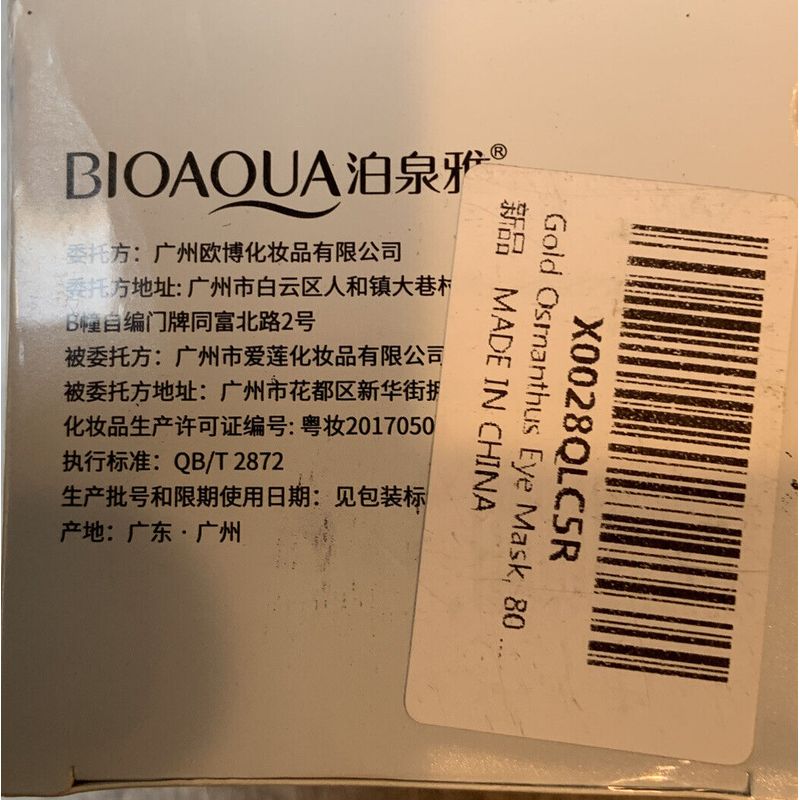 BIOAQUA泊泉雅®
委托方：广州欧博化妆品有限公司
委托方地址: 广州市白云区人和镇大巷村
B幢自编门牌同富北路2号
被委托方：广州市爱莲化妆品有限公司
被委托方地址：广州市花都区新华街拥
化妆品生产许可证编号: 粤妆2017050
执行标准：QB/T 2872
生产批号和限期使用日期：见包装标
产地：广东·广州
X0028QLC5R
Gold Osmanthus Eye Mask, 80 ...
新品 MADE IN CHINA